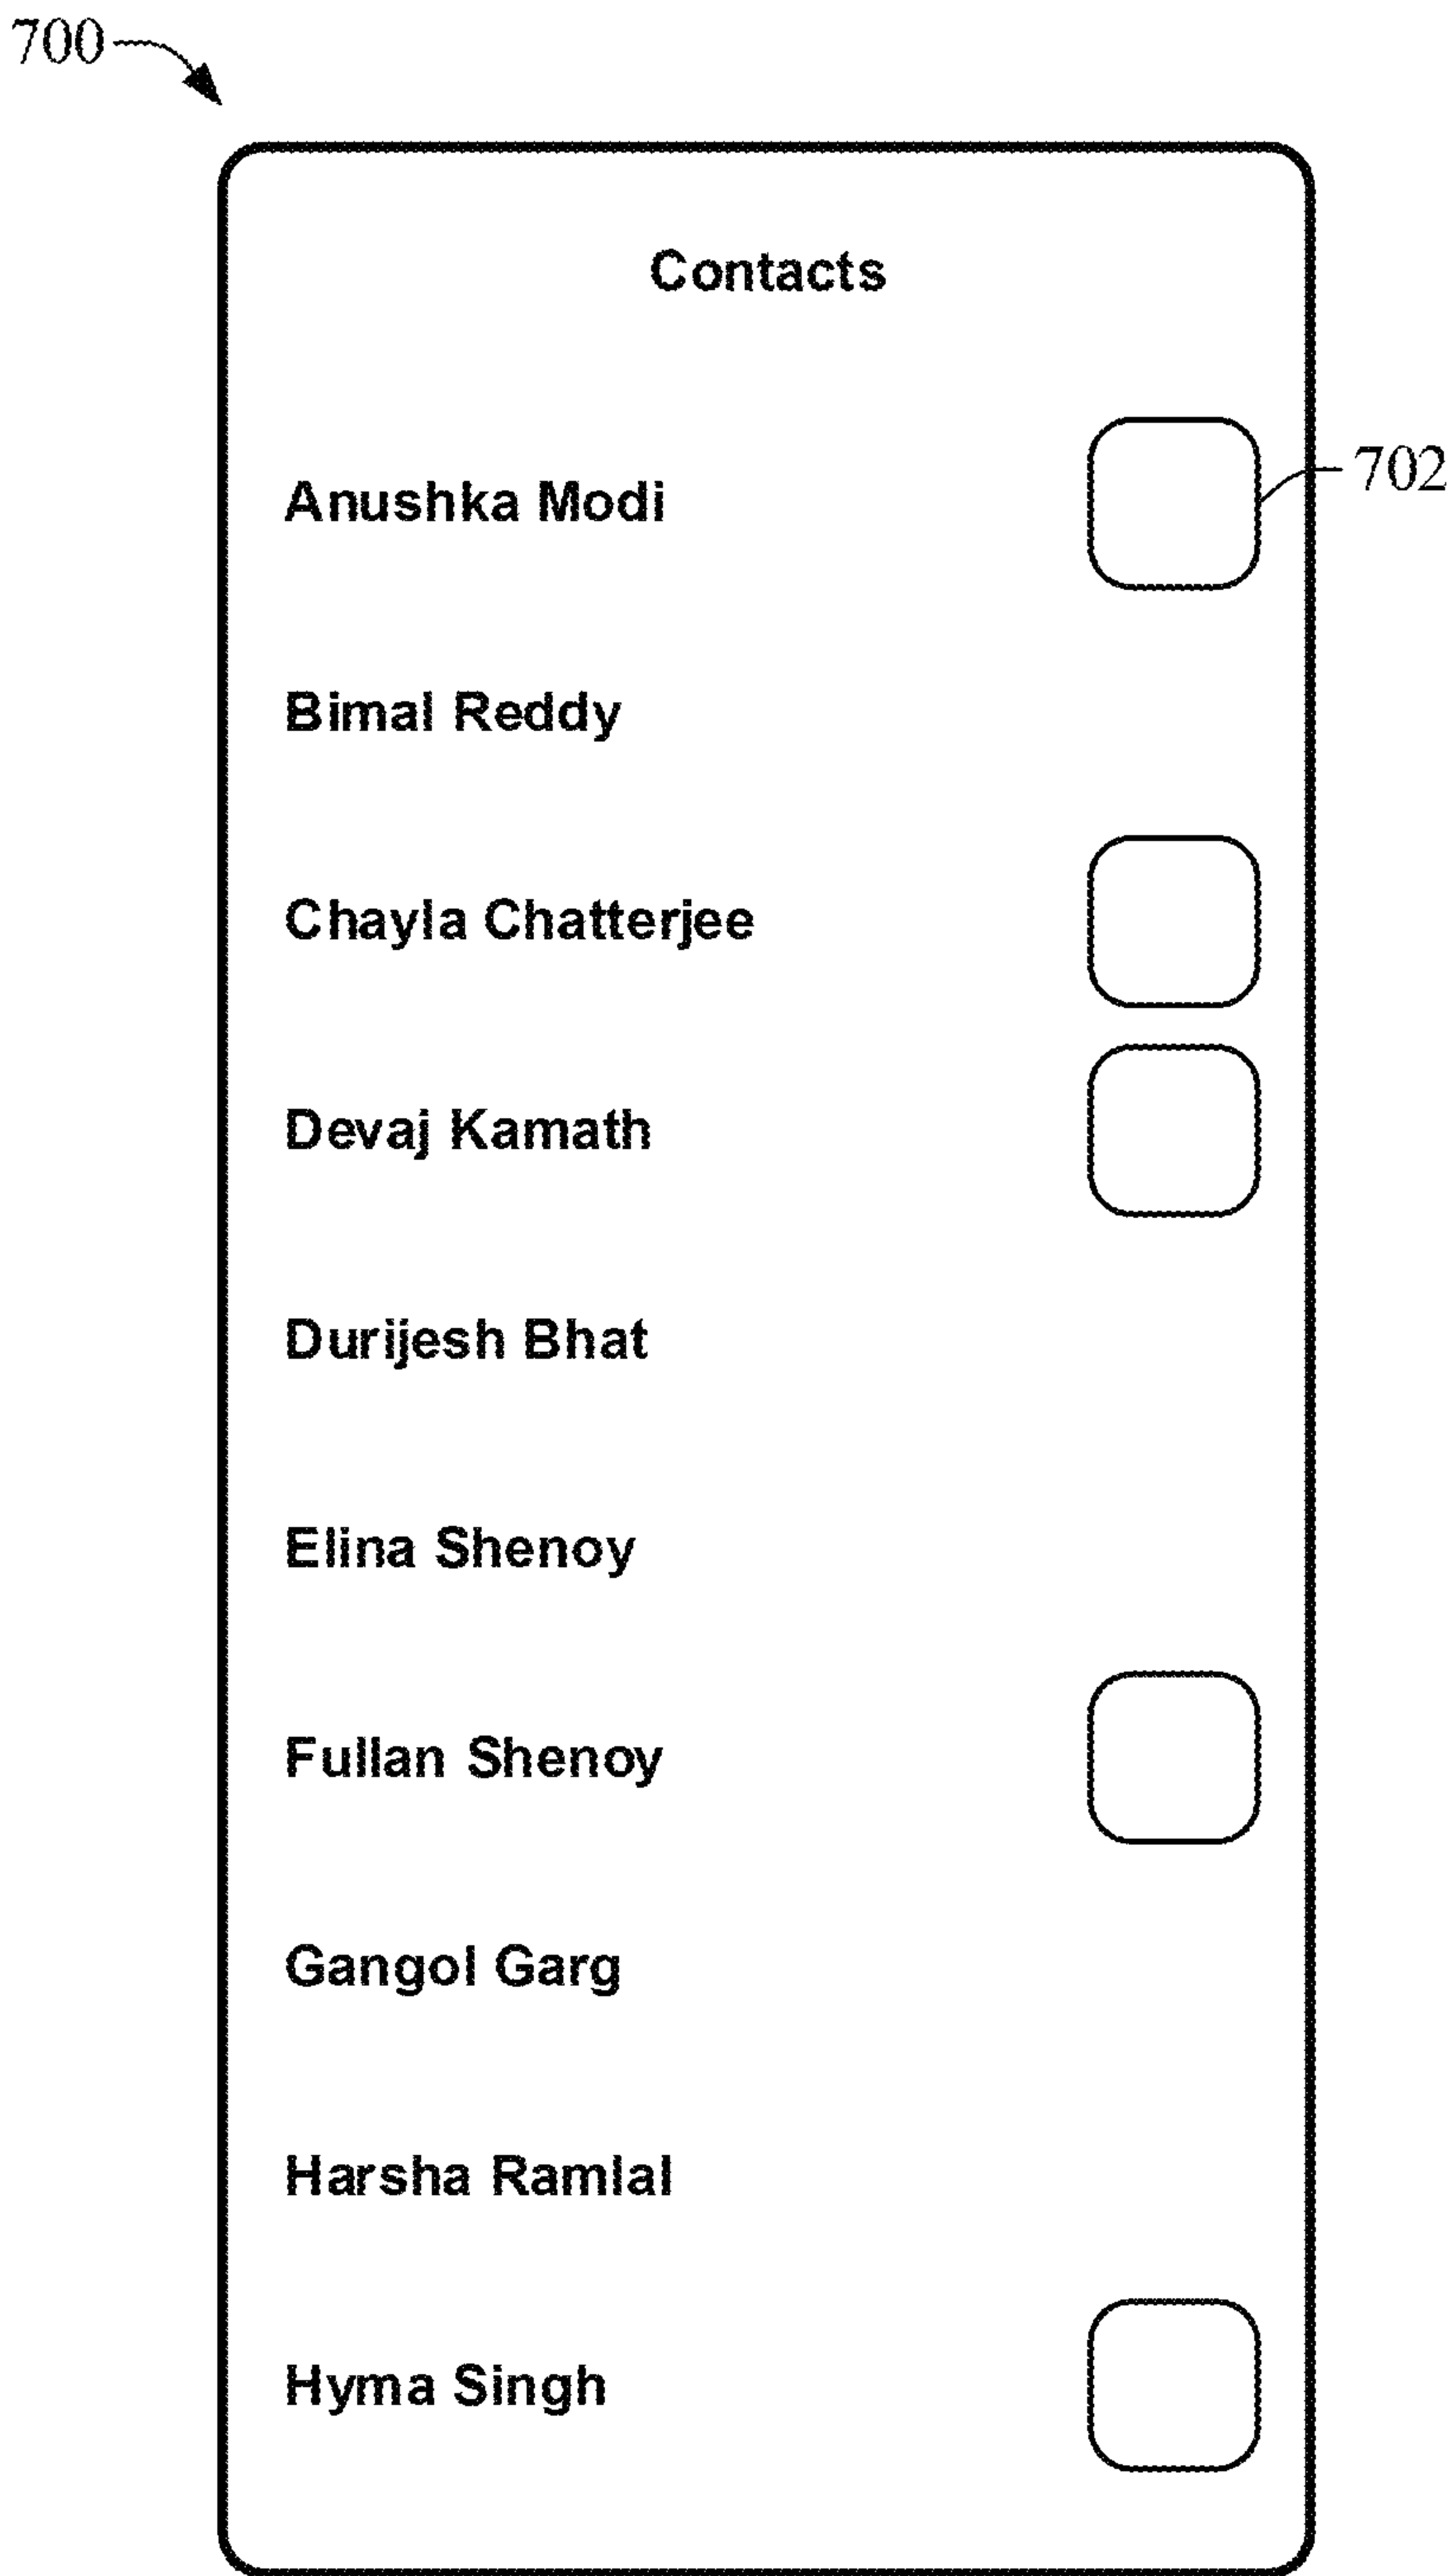 700
Contacts
Anushka Modi
702
Bimal Reddy
Chayla Chatterjee
Devaj Kamath
Durijesh Bhat
Elina Shenoy
Fullan Shenoy
Gangol Garg
Harsha Ramlal
Hyma Singh